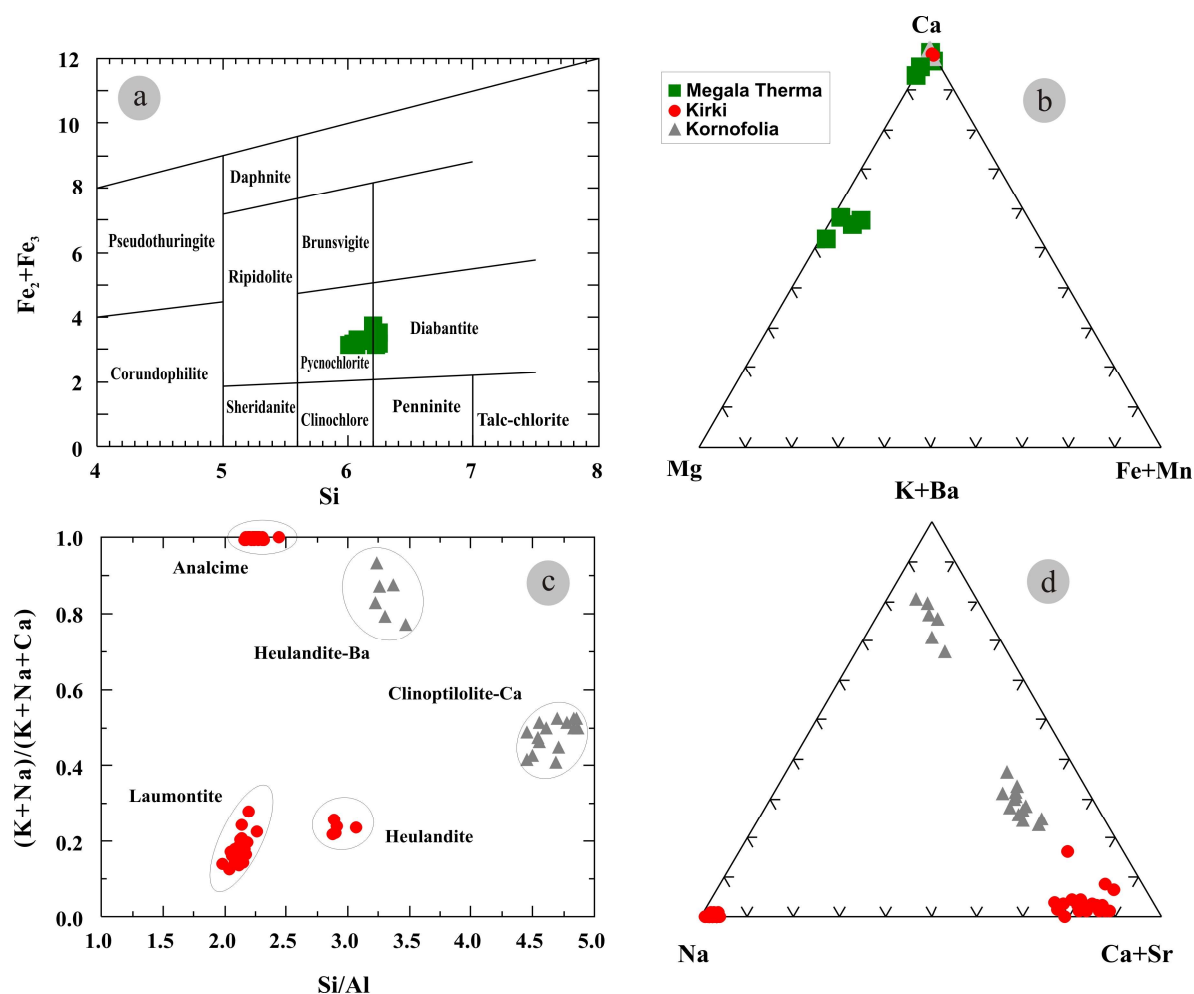 a
12
10
8
6
4
2
0
4
5
6
7
8
Fe2+Fe3
Si
Daphnite
Pseudothuringite
Brunsvigite
Ripidolite
Diabantite
Pycnochlorite
Corundophilite
Sheridanite
Clinochlore
Penninite
Talc-chlorite
b
Ca
Megala Therma
Kirki
Kornofolia
Mg
Fe+Mn
c
1.0
0.8
0.6
0.4
0.2
0.0
1.0
1.5
2.0
2.5
3.0
3.5
4.0
4.5
5.0
(K+Na)/(K+Na+Ca)
Si/Al
Analcime
Heulandite-Ba
Clinoptilolite-Ca
Laumontite
Heulandite
d
K+Ba
Na
Ca+Sr